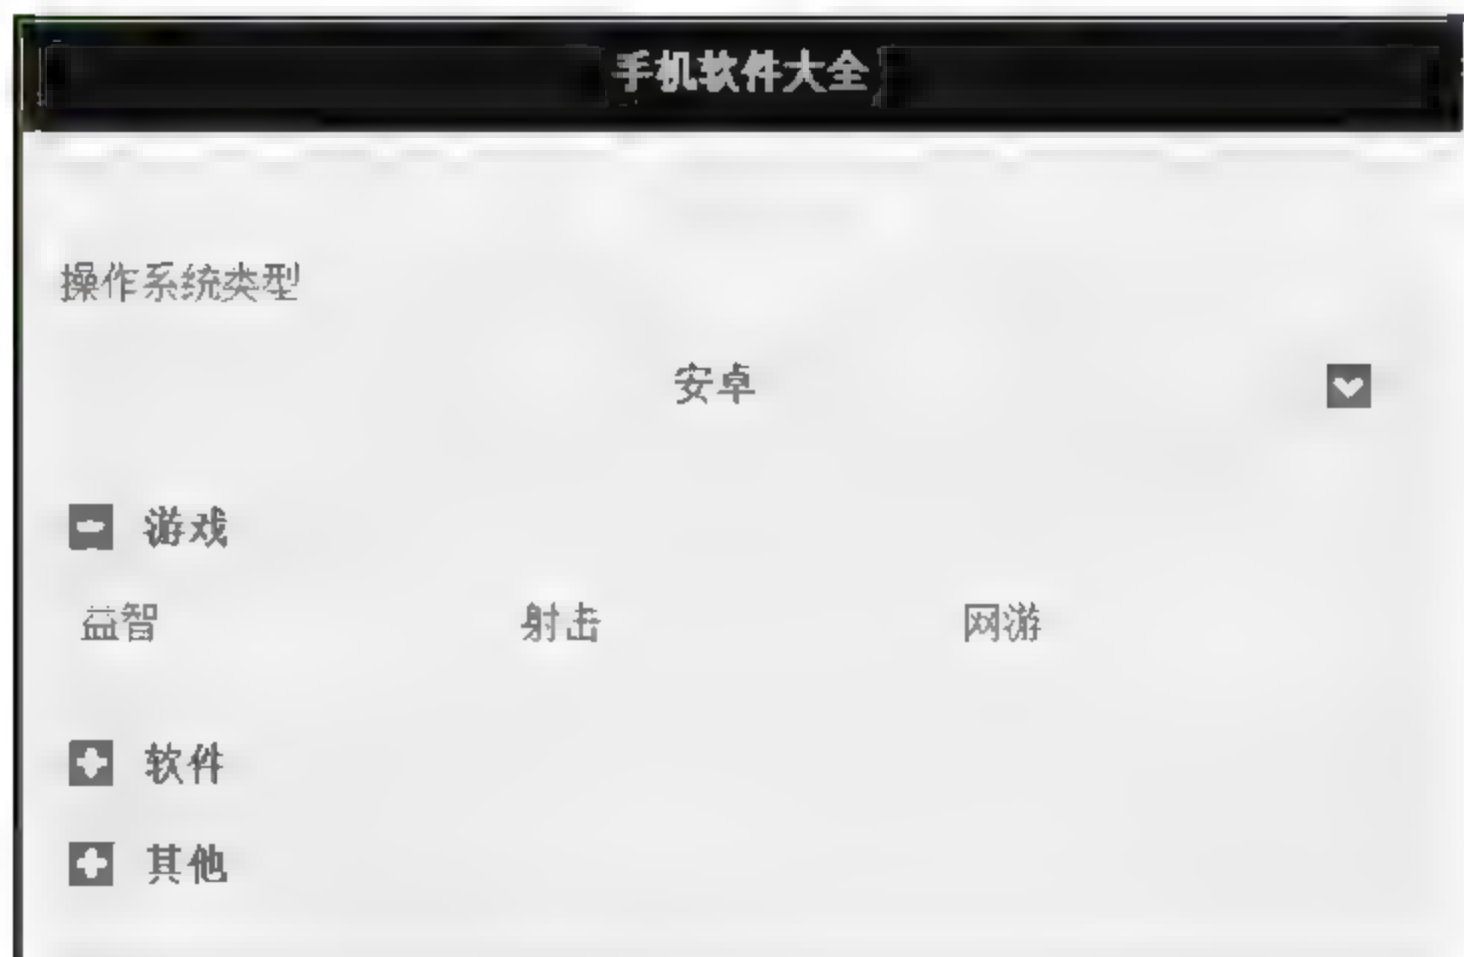 手机软件大全
操作系统类型
安卓
游戏
益智 射击 网游
软件
其他